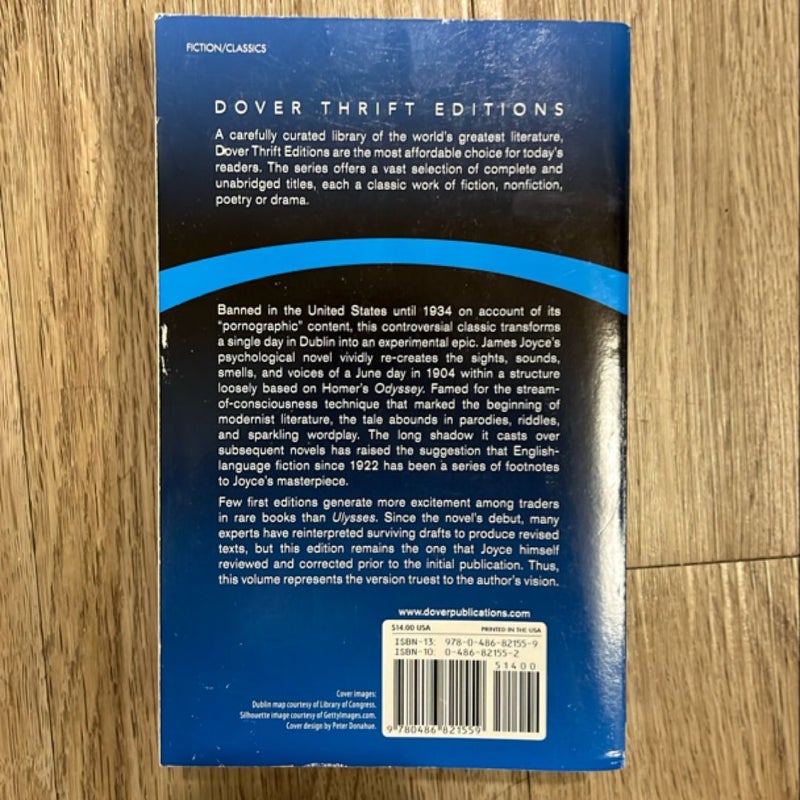 FICTION/CLASSICS
DOVER THRIFT EDITIONS
A carefully curated library of the world's greatest literature,
Dover Thrift Editions are the most affordable choice for today's
readers. The series offers a vast selection of complete and
unabridged titles, each a classic work of fiction, nonfiction,
poetry or drama.
Banned in the United States until 1934 on account of its
"pornographic" content, this controversial classic transforms
a single day in Dublin into an experimental epic. James Joyce's
psychological novel vividly re-creates the sights, sounds,
smells, and voices of a June day in 1904 within a structure
loosely based on Homer's Odyssey. Famed for the stream-
of-consciousness technique that marked the beginning of
modernist literature, the tale abounds in parodies, riddles,
and sparkling wordplay. The long shadow it casts over
subsequent novels has raised the suggestion that English-
language fiction since 1922 has been a series of footnotes
to Joyce's masterpiece.
Few first editions generate more excitement among traders
in rare books than Ulysses. Since the novel's debut, many
experts have reinterpreted surviving drafts to produce revised
texts, but this edition remains the one that Joyce himself
reviewed and corrected prior to the initial publication. Thus,
this volume represents the version truest to the author's vision.
www.doverpublications.com
$14.00 USA PRINTED IN THE USA
ISBN-13: 978-0-486-82155-9
ISBN-10: 0-486-82155-2
51400
9 780486 821559
Cover images:
Dublin map courtesy of Library of Congress.
Silhouette image courtesy of GettyImages.com.
Cover design by Peter Donahue.